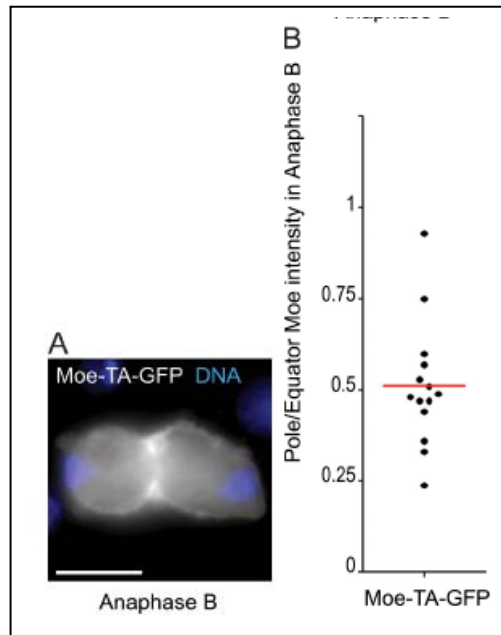 B
Pole/Equator Moe intensity in Anaphase B
1
0.75
0.5
0.25
0
Moe-TA-GFP
A
Moe-TA-GFP DNA
Anaphase B